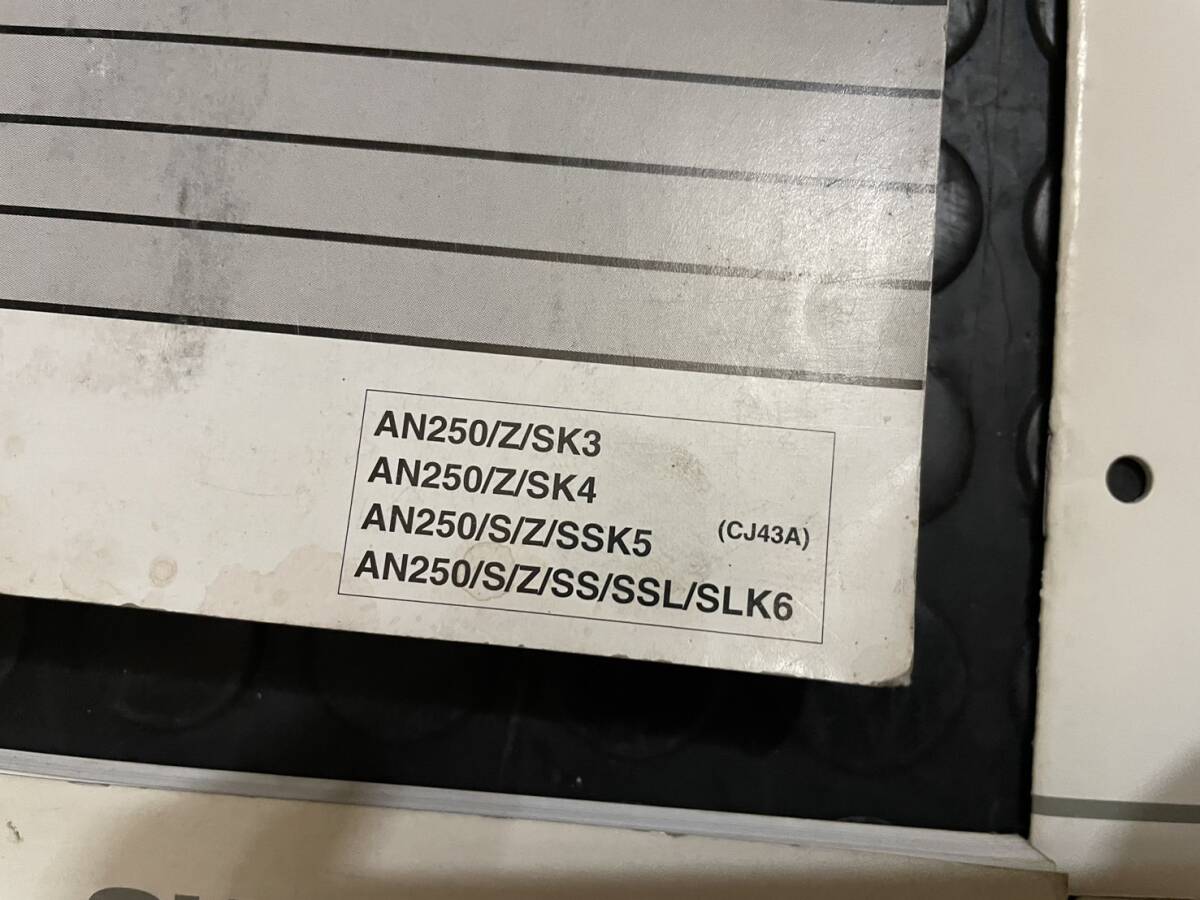 AN250/Z/SK3
AN250/Z/SK4
AN250/S/Z/SSK5 (CJ43A)
AN250/S/Z/SS/SSL/SLK6